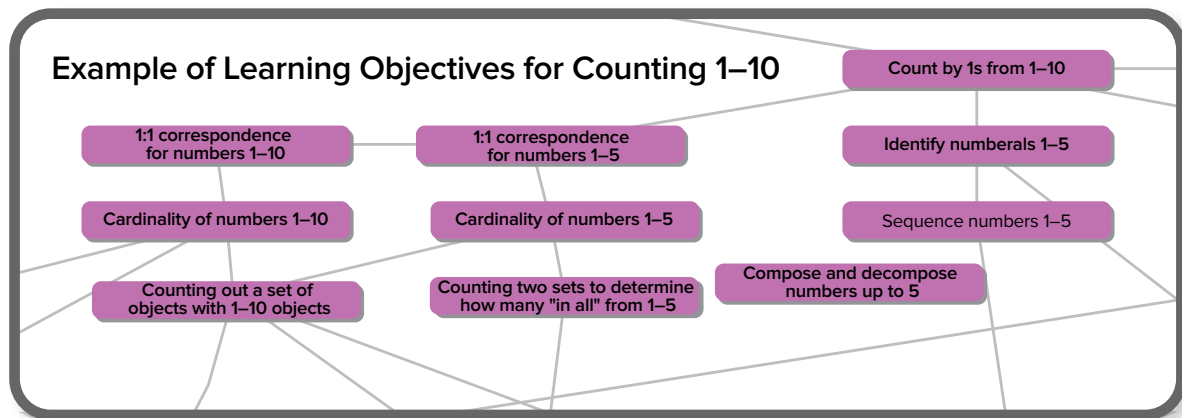 Example of Learning Objectives for Counting 1–10
Count by 1s from 1–10
1:1 correspondence
for numbers 1–10
1:1 correspondence
for numbers 1–5
Identify numberals 1–5
Cardinality of numbers 1–10
Cardinality of numbers 1–5
Sequence numbers 1–5
Counting out a set of
objects with 1–10 objects
Counting two sets to determine
how many "in all" from 1–5
Compose and decompose
numbers up to 5